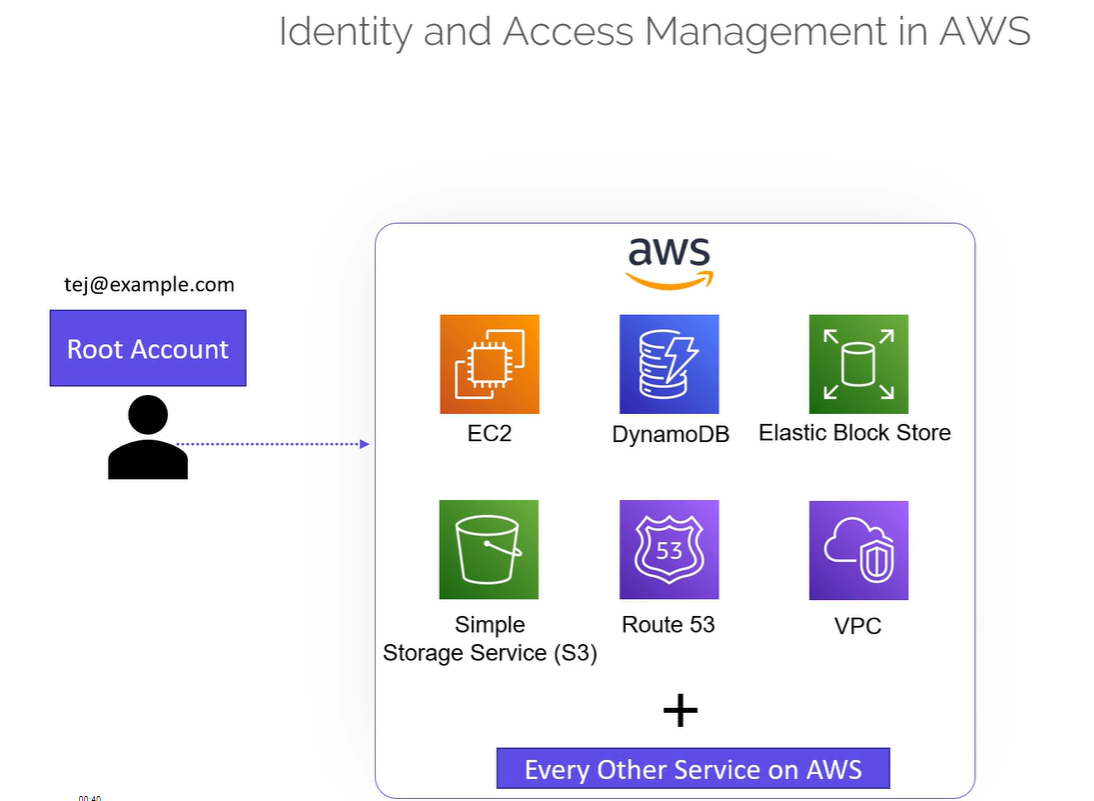 Identity and Access Management in AWS
tej@example.com
Root Account
aws
EC2
DynamoDB
Elastic Block Store
53
Simple
Storage Service (S3)
Route 53
VPC
+
Every Other Service on AWS
00:40